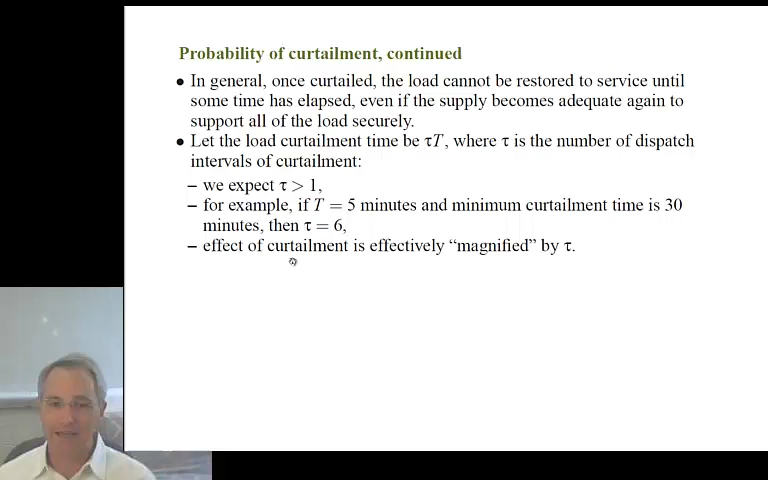 Probability of curtailment, continued
• In general, once curtailed, the load cannot be restored to service until
some time has elapsed, even if the supply becomes adequate again to
support all of the load securely.
• Let the load curtailment time be τT, where τ is the number of dispatch
intervals of curtailment:
– we expect τ > 1,
– for example, if T = 5 minutes and minimum curtailment time is 30
minutes, then τ = 6,
– effect of curtailment is effectively “magnified” by τ.